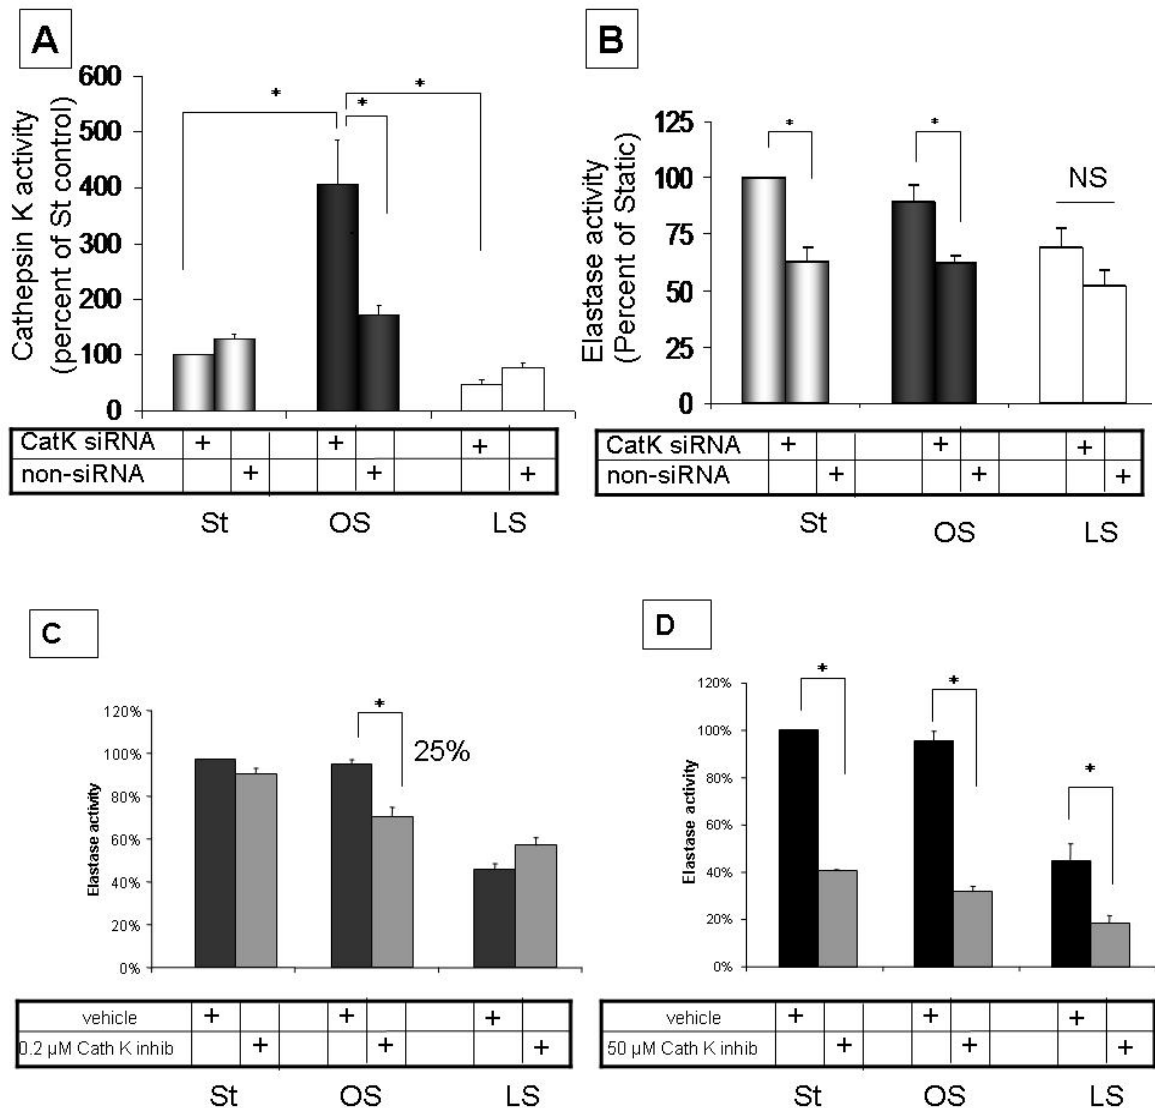 A
Cathepsin K activity
(percent of St control)
600
500
400
300
200
100
0
*
*
*
CatK siRNA + + +
non-siRNA + + +
St OS LS
B
Elastase activity
(Percent of Static)
125
100
75
50
25
0
*
*
NS
CatK siRNA + + +
non-siRNA + + +
St OS LS
C
Elastase activity
120%
100%
80%
60%
40%
20%
0%
*
25%
vehicle + + +
0.2 µM Cath K inhib + + +
St OS LS
D
Elastase activity
120%
100%
80%
60%
40%
20%
0%
*
*
*
vehicle + + +
50 µM Cath K inhib + + +
St OS LS